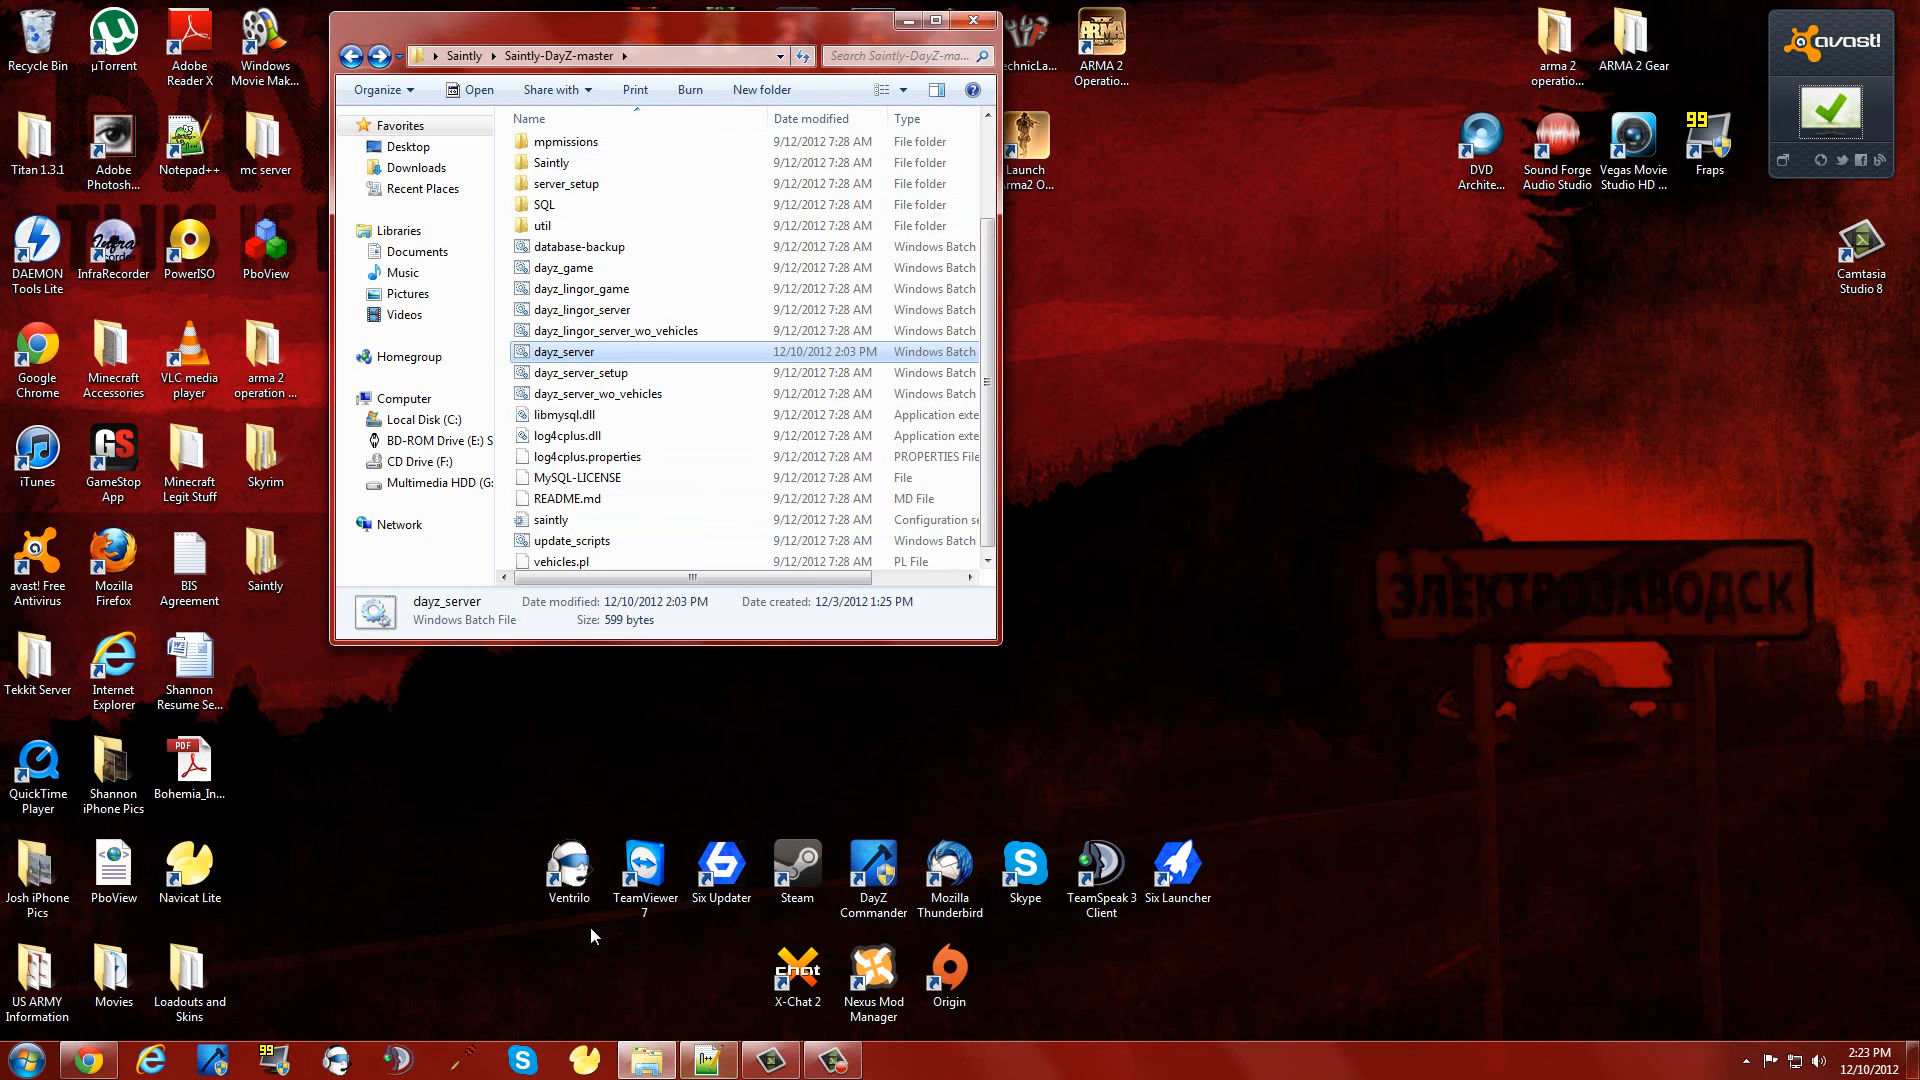 Recycle Bin
µTorrent
Adobe Reader X
Windows Movie Mak...
Titan 1.3.1
Adobe Photosh...
Notepad++
mc server
DAEMON Tools Lite
InfraRecorder
PowerISO
PboView
Google Chrome
Minecraft Accessories
VLC media player
arma 2 operation ...
iTunes
GameStop App
Minecraft Legit Stuff
Skyrim
avast! Free Antivirus
Mozilla Firefox
BIS Agreement
Saintly
Tekkit Server
Internet Explorer
Shannon Resume Se...
QuickTime Player
Shannon iPhone Pics
PDF
Bohemia_In...
Josh iPhone Pics
PboView
Navicat Lite
US ARMY Information
Movies
Loadouts and Skins
Saintly
Saintly-DayZ-master
Search Saintly-DayZ-ma...
Organize
Open
Share with
Print
Burn
New folder
Favorites
Desktop
Downloads
Recent Places
Libraries
Documents
Music
Pictures
Videos
Homegroup
Computer
Local Disk (C:)
BD-ROM Drive (E:) S
CD Drive (F:)
Multimedia HDD (G:
Network
Name Date modified Type
mpmissions 9/12/2012 7:28 AM File folder
Saintly 9/12/2012 7:28 AM File folder
server_setup 9/12/2012 7:28 AM File folder
SQL 9/12/2012 7:28 AM File folder
util 9/12/2012 7:28 AM File folder
database-backup 9/12/2012 7:28 AM Windows Batch
dayz_game 9/12/2012 7:28 AM Windows Batch
dayz_lingor_game 9/12/2012 7:28 AM Windows Batch
dayz_lingor_server 9/12/2012 7:28 AM Windows Batch
dayz_lingor_server_wo_vehicles 9/12/2012 7:28 AM Windows Batch
dayz_server 12/10/2012 2:03 PM Windows Batch
dayz_server_setup 9/12/2012 7:28 AM Windows Batch
dayz_server_wo_vehicles 9/12/2012 7:28 AM Windows Batch
libmysql.dll 9/12/2012 7:28 AM Application exte
log4cplus.dll 9/12/2012 7:28 AM Application exte
log4cplus.properties 9/12/2012 7:28 AM PROPERTIES File
MySQL-LICENSE 9/12/2012 7:28 AM File
README.md 9/12/2012 7:28 AM MD File
saintly 9/12/2012 7:28 AM Configuration se
update_scripts 9/12/2012 7:28 AM Windows Batch
vehicles.pl 9/12/2012 7:28 AM PL File
dayz_server Date modified: 12/10/2012 2:03 PM Date created: 12/3/2012 1:25 PM
Windows Batch File Size: 599 bytes
echnicLa...
ARMA
ARMA 2 Operatio...
Launch
rma2 O...
arma 2 operatio...
ARMA 2 Gear
DVD Archite...
Sound Forge Audio Studio
Vegas Movie Studio HD ...
99
Fraps
avast!
Camtasia Studio 8
ЭЛЕКТРОЗАВОДСК
Ventrilo
TeamViewer 7
Six Updater
Steam
DayZ Commander
Mozilla Thunderbird
Skype
TeamSpeak 3 Client
Six Launcher
chat
X-Chat 2
Nexus Mod Manager
Origin
99
2:23 PM
12/10/2012